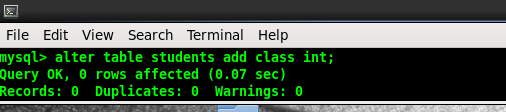 File Edit View Search Terminal Help
mysql> alter table students add class int;
Query OK, 0 rows affected (0.07 sec)
Records: 0  Duplicates: 0  Warnings: 0